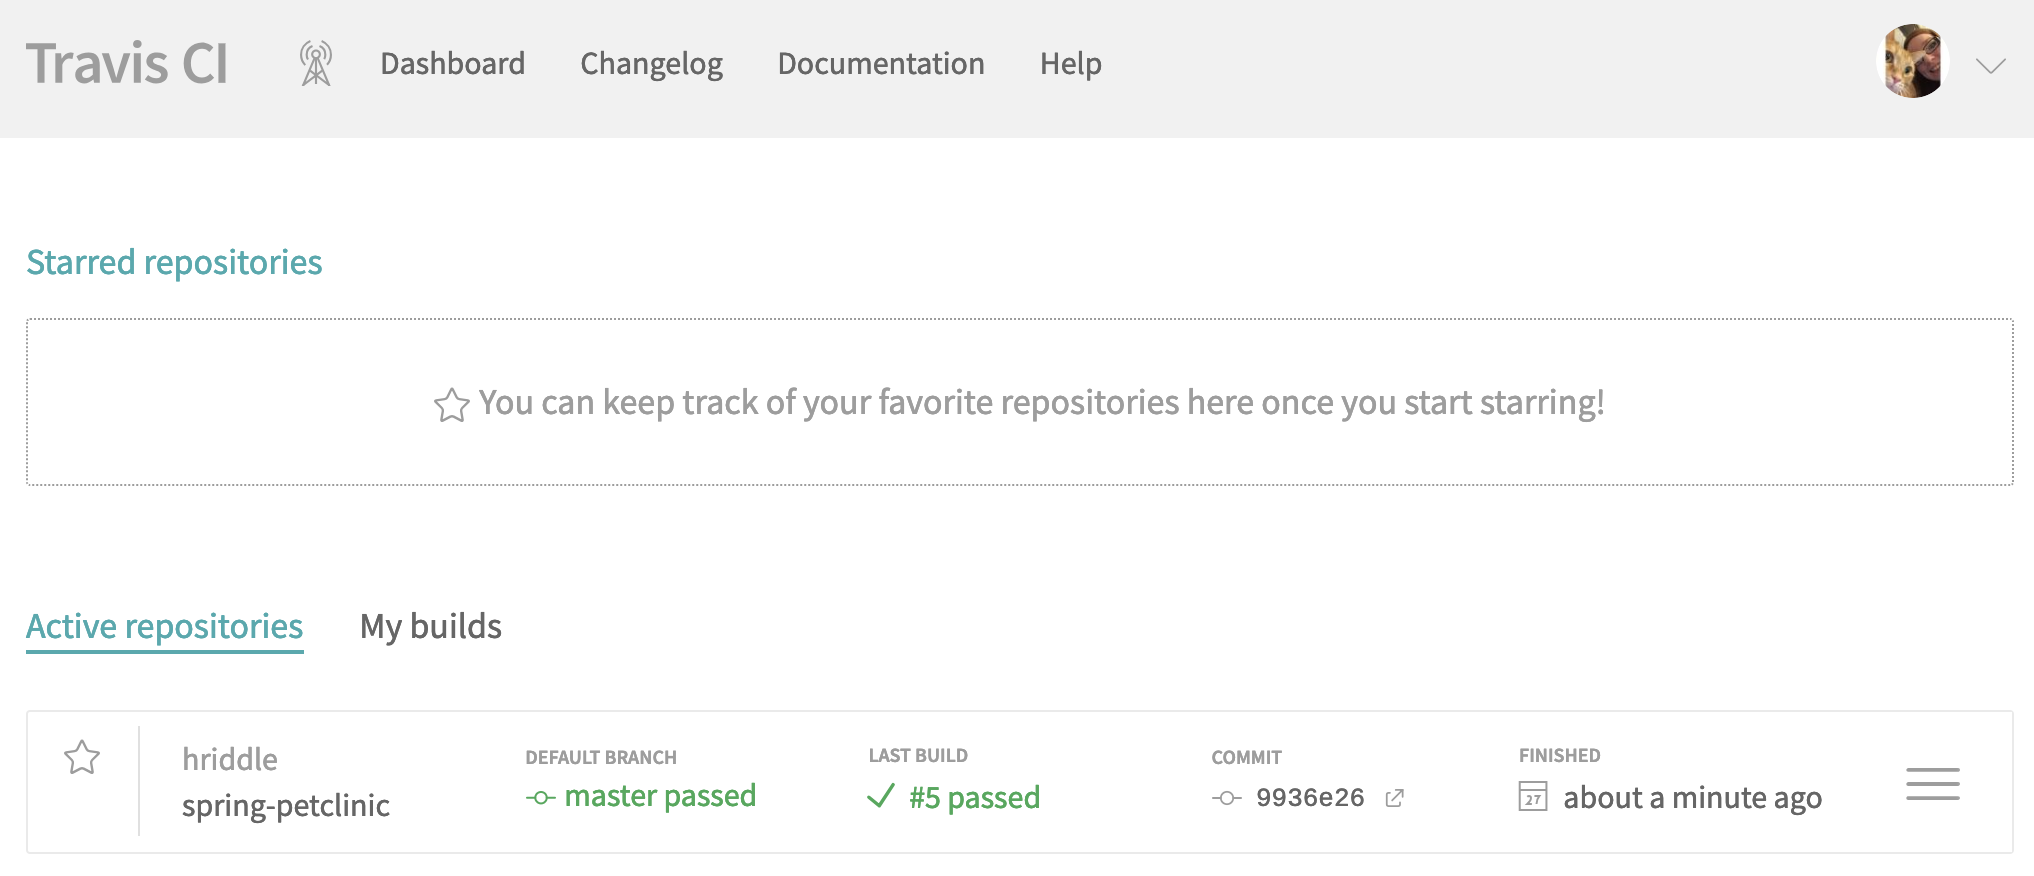 Travis CI Dashboard Changelog Documentation Help
Starred repositories
You can keep track of your favorite repositories here once you start starring!
Active repositories My builds
hriddle
spring-petclinic
DEFAULT BRANCH
master passed
LAST BUILD
#5 passed
COMMIT
9936e26
FINISHED
27 about a minute ago